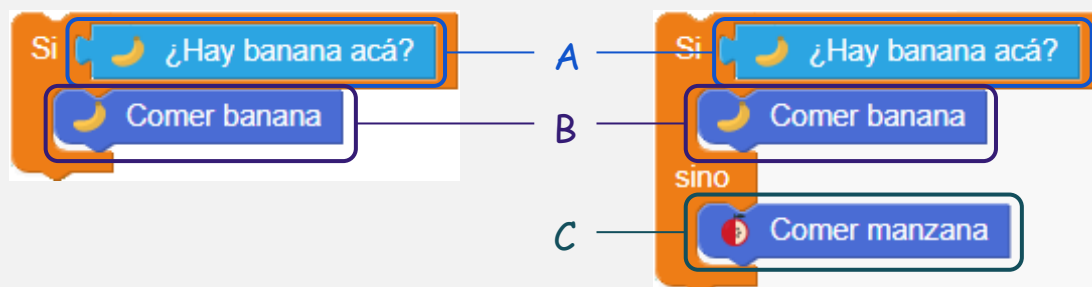 Si ¿Hay banana acá? A Si ¿Hay banana acá?
Comer banana B Comer banana
sino
C Comer manzana